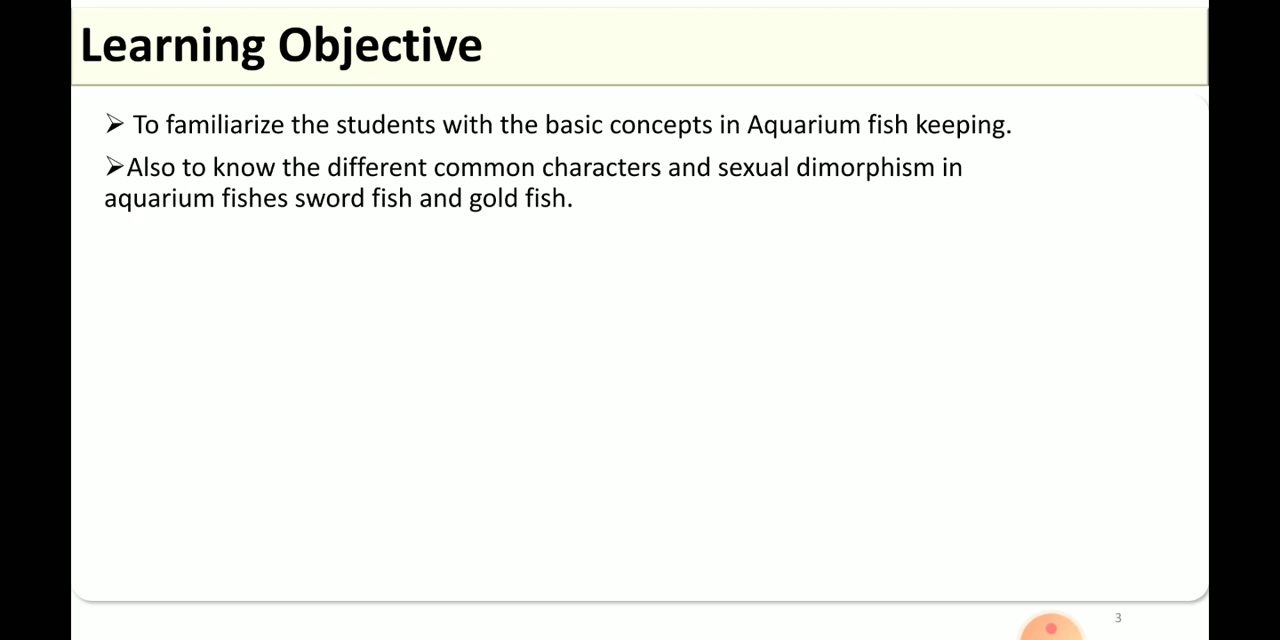 Learning Objective
➢ To familiarize the students with the basic concepts in Aquarium fish keeping.
➢Also to know the different common characters and sexual dimorphism in
aquarium fishes sword fish and gold fish.
3